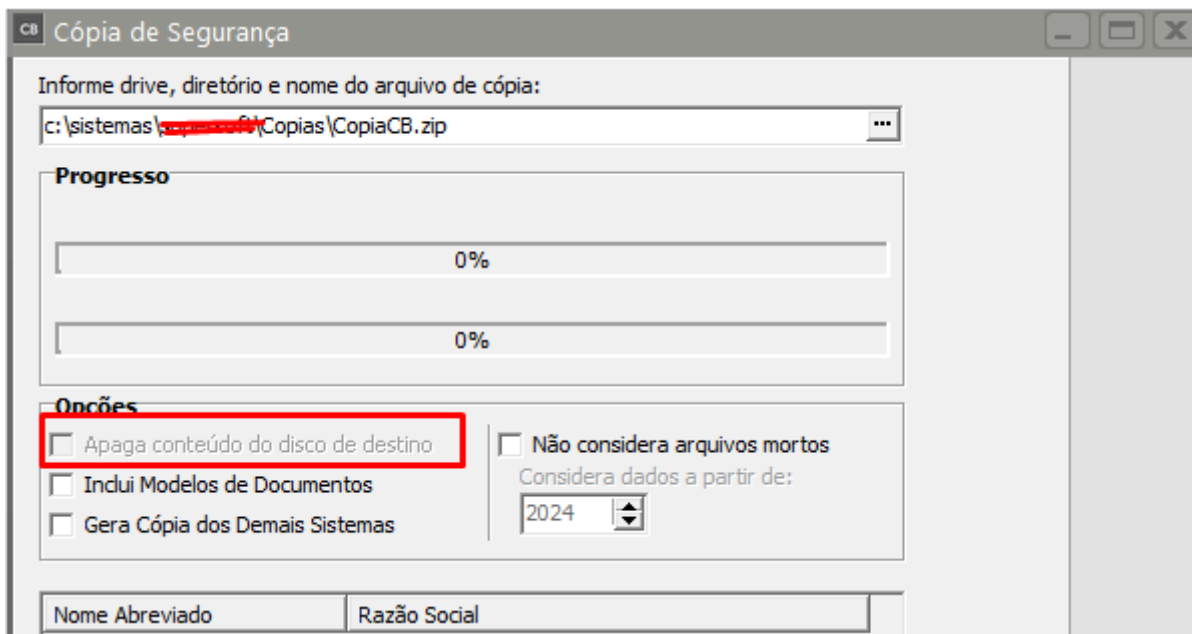 CB Cópia de Segurança
Informe drive, diretório e nome do arquivo de cópia:
c:\sistemas\ \Copias\CopiaCB.zip ...
Progresso
0%
0%
Opções
Apaga conteúdo do disco de destino
Inclui Modelos de Documentos
Gera Cópia dos Demais Sistemas
Não considera arquivos mortos
Considera dados a partir de:
2024
Nome Abreviado Razão Social